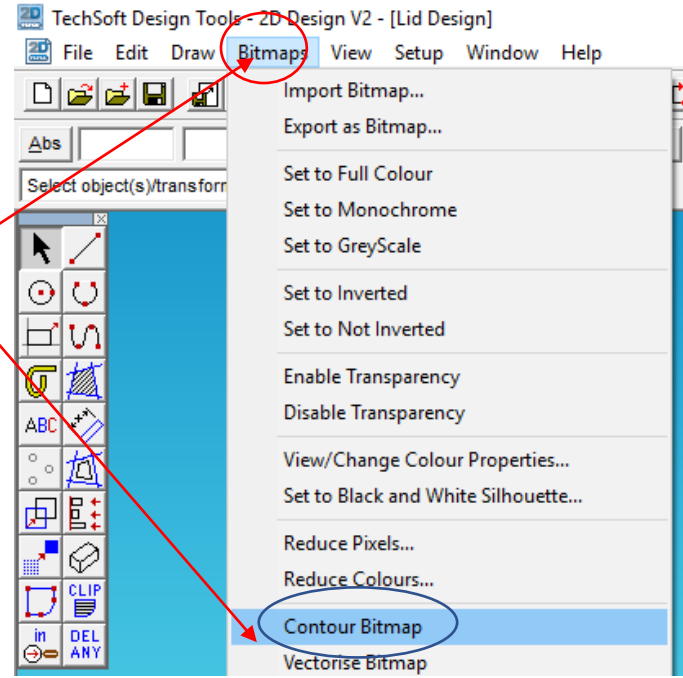 TechSoft Design Tools - 2D Design V2 - [Lid Design]
2D File Edit Draw Bitmaps View Setup Window Help
Import Bitmap...
Export as Bitmap...
Abs
Set to Full Colour
Select object(s)/transform
Set to Monochrome
Set to GreyScale
Set to Inverted
Set to Not Inverted
Enable Transparency
Disable Transparency
ABC
View/Change Colour Properties...
Set to Black and White Silhouette...
Reduce Pixels...
Reduce Colours...
CLIP
Contour Bitmap
in DEL ANY
Vectorise Bitmap